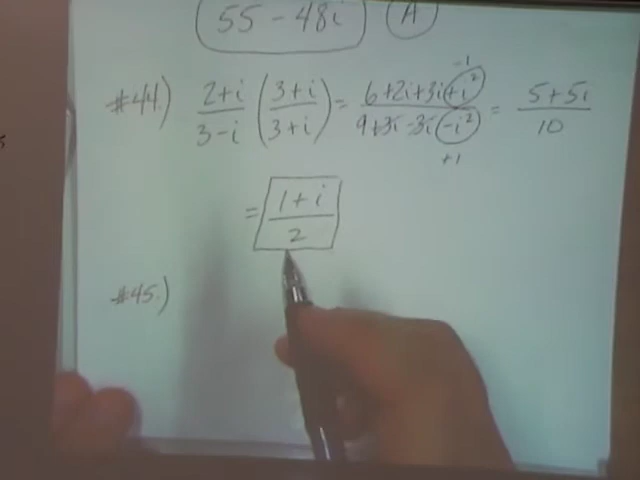 55 - 48i A
-1
#44.) 2+i / 3-i (3+i / 3+i) = 6+2i+3i+i² / 9+3i-3i-i² = 5+5i / 10
+1
= 1+i / 2
#45.)